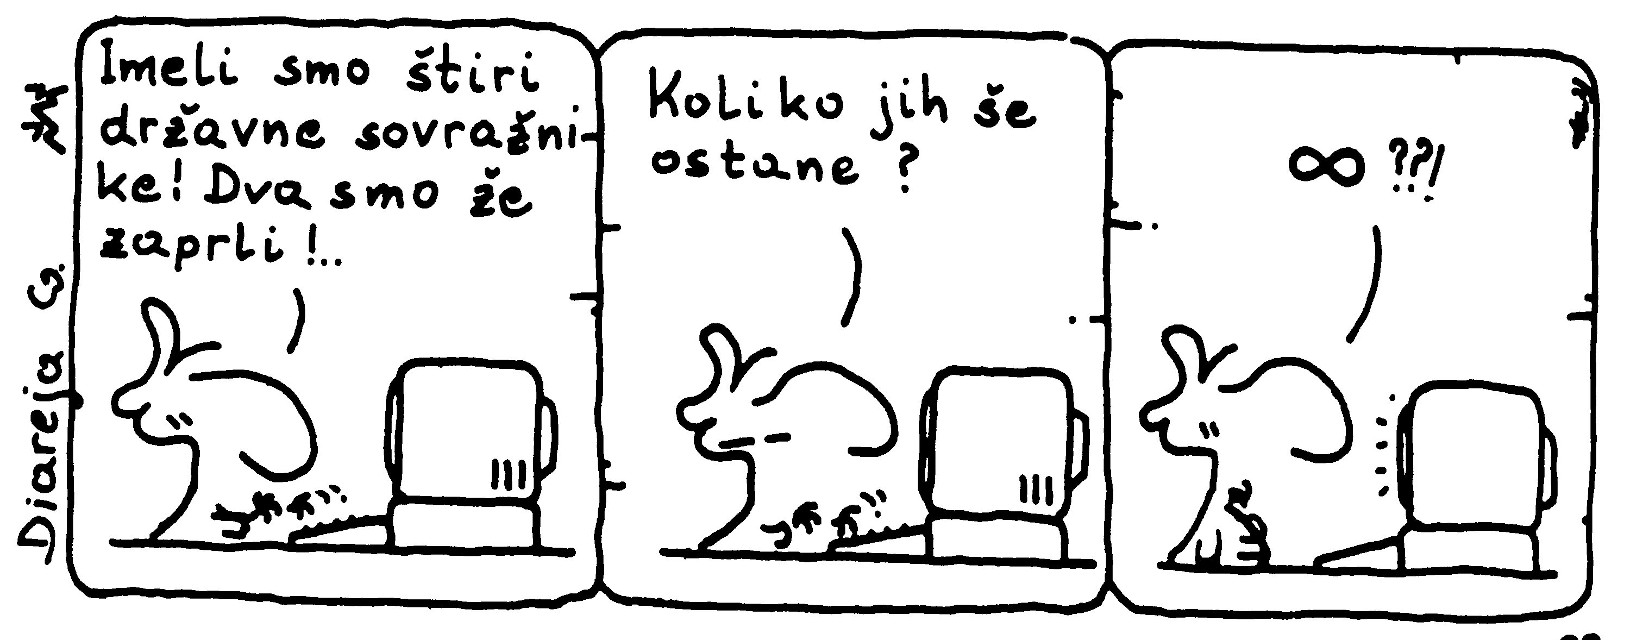 Diareja C.
Imeli smo štiri
državne sovražni-
ke! Dva smo že
zaprli!..
Koliko jih še
ostane?
∞ ??!